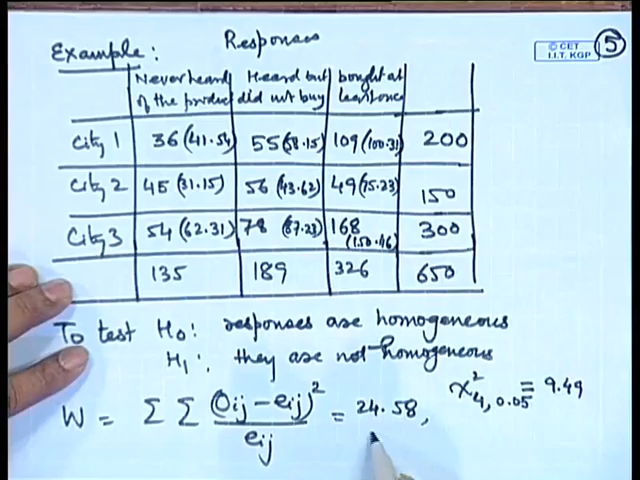 Example: Responses
© CET
I.I.T. KGP
5
Never heard of the product | Heard but did not buy | bought at least once
City 1 | 36 (41.54) | 55 (58.15) | 109 (100.31) | 200
City 2 | 45 (31.15) | 56 (43.62) | 49 (75.23) | 150
City 3 | 54 (62.31) | 78 (87.23) | 168 (150.46) | 300
135 | 189 | 326 | 650
To test H₀: responses are homogeneous
H₁: they are not homogeneous
W = Σ Σ (Oij − eij)² / eij = 24.58, χ²₄,₀.₀₅ = 9.49